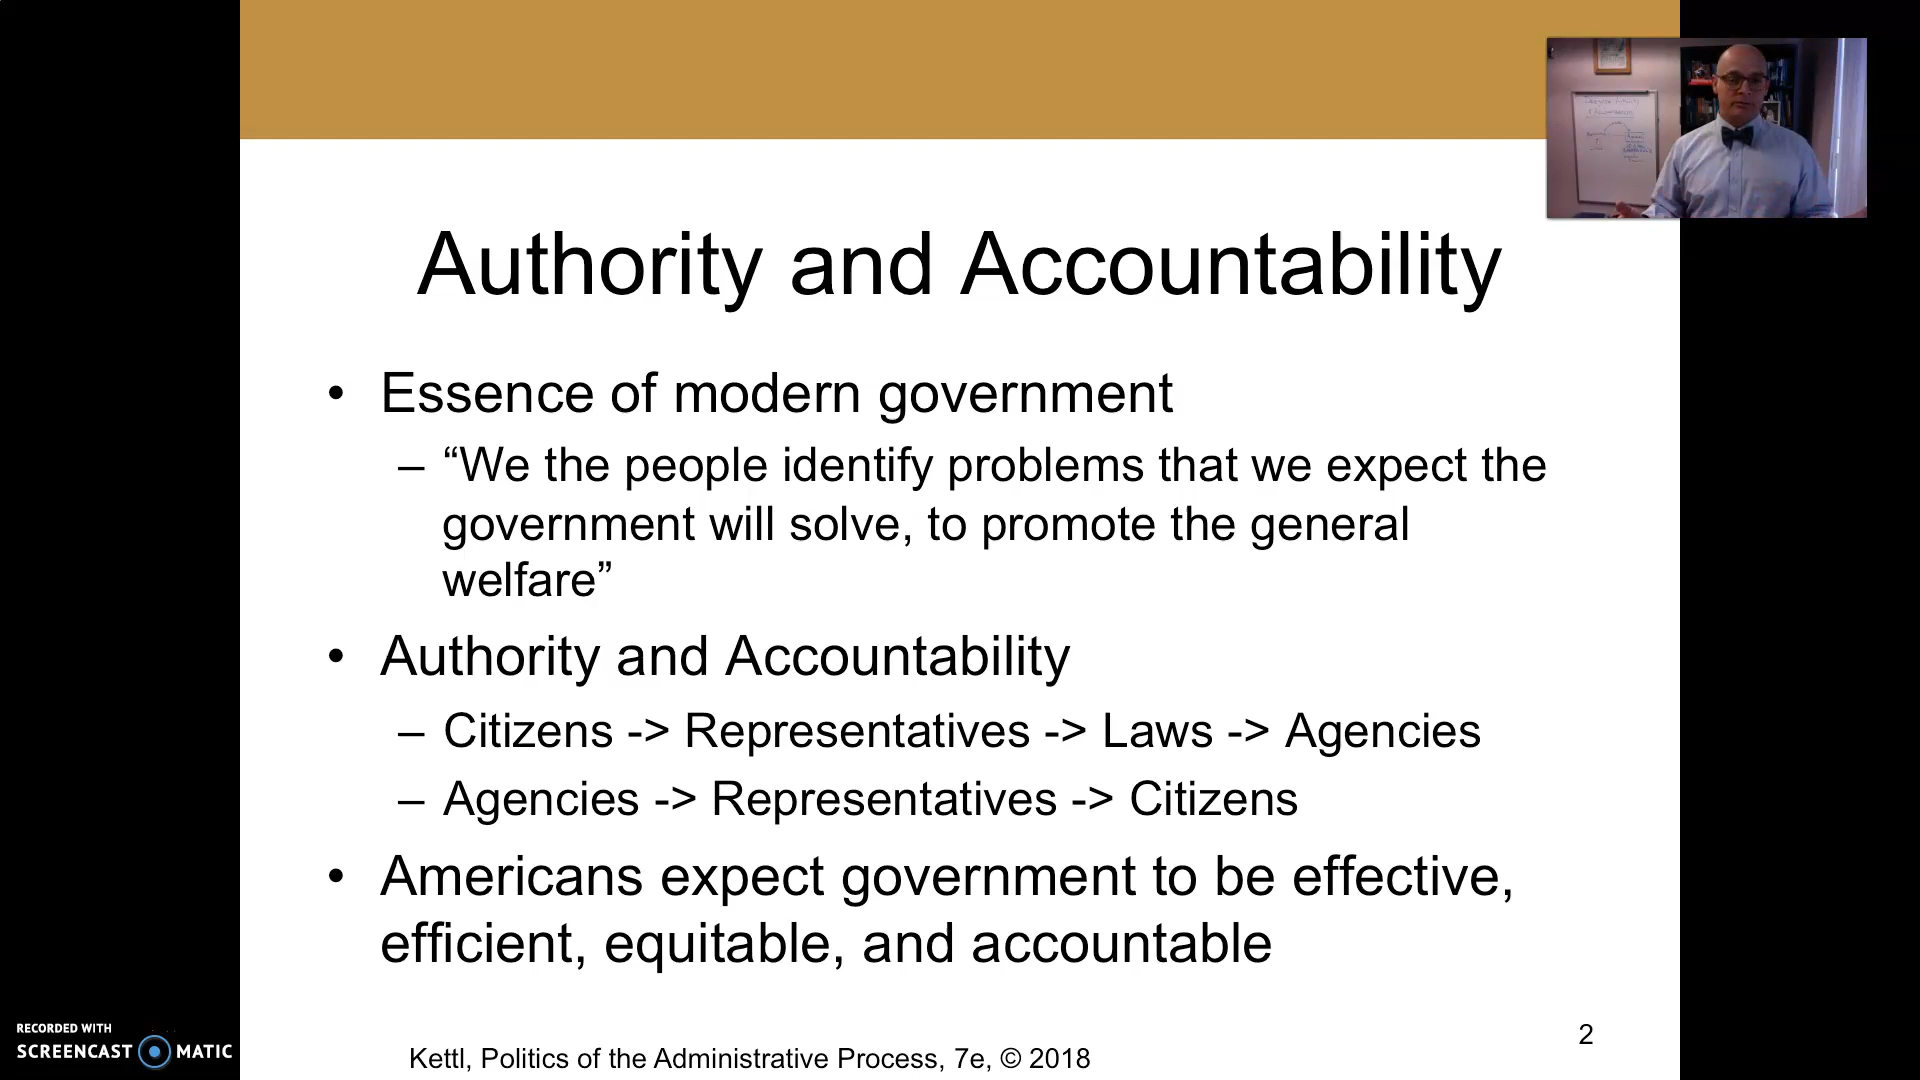 Authority and Accountability
• Essence of modern government
– “We the people identify problems that we expect the
government will solve, to promote the general
welfare”
• Authority and Accountability
– Citizens -> Representatives -> Laws -> Agencies
– Agencies -> Representatives -> Citizens
• Americans expect government to be effective,
efficient, equitable, and accountable
2
Kettl, Politics of the Administrative Process, 7e, © 2018
RECORDED WITH
SCREENCAST MATIC